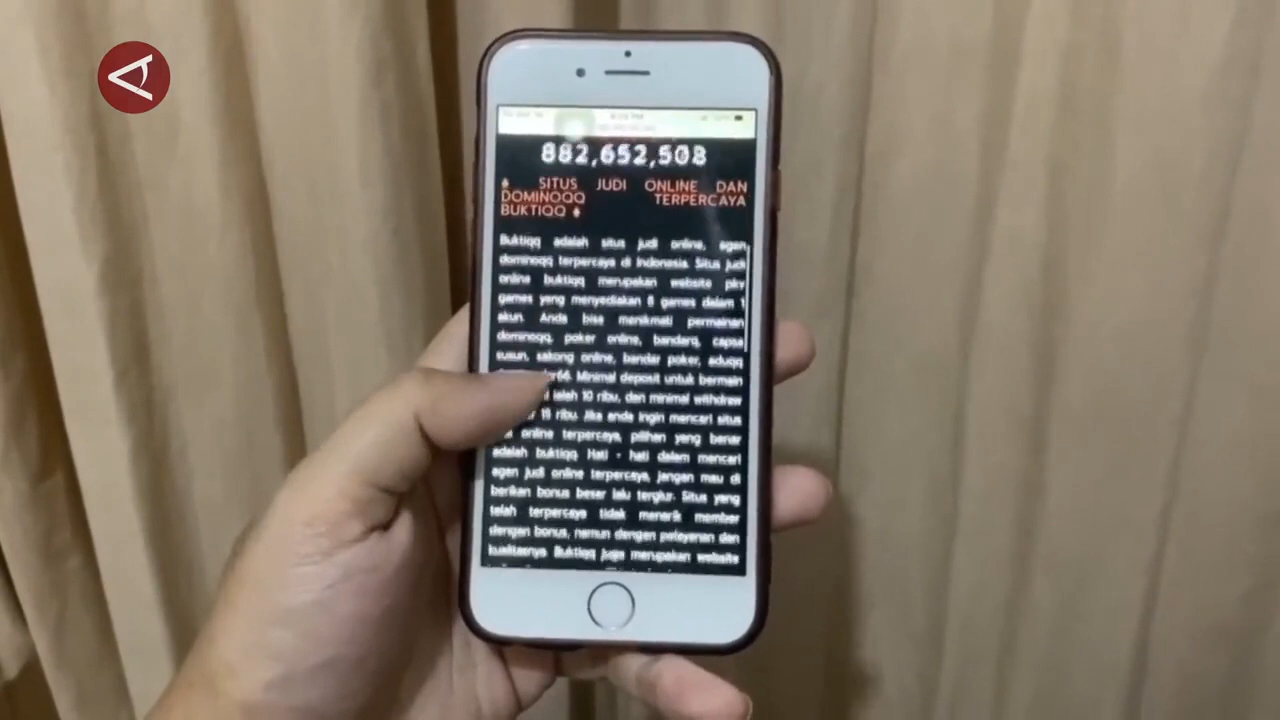 882,652,508
SITUS JUDI ONLINE DAN
DOMINOQQ TERPERCAYA
BUKTIQQ
Buktiqq adalah situs judi online, agen
dominoqq terpercaya di Indonesia. Situs judi
online buktiqq merupakan website pkv
games yang menyediakan 8 games dalam 1
akun. Anda bisa menikmati permainan
dominoqq, poker online, bandarq, capsa
susun, sakong online, bandar poker, aduqq
66. Minimal deposit untuk bermain
ialah 10 ribu, dan minimal withdraw
ribu. Jika anda ingin mencari situs
online terpercaya, pilihan yang benar
adalah buktiqq. Hati - hati dalam mencari
agen judi online terpercaya, jangan mau di
berikan bonus besar lalu tergiur. Situs yang
telah terpercaya tidak menarik member
dengan bonus, namun dengan pelayanan dan
kualitasnya. Buktiqq juga merupakan website